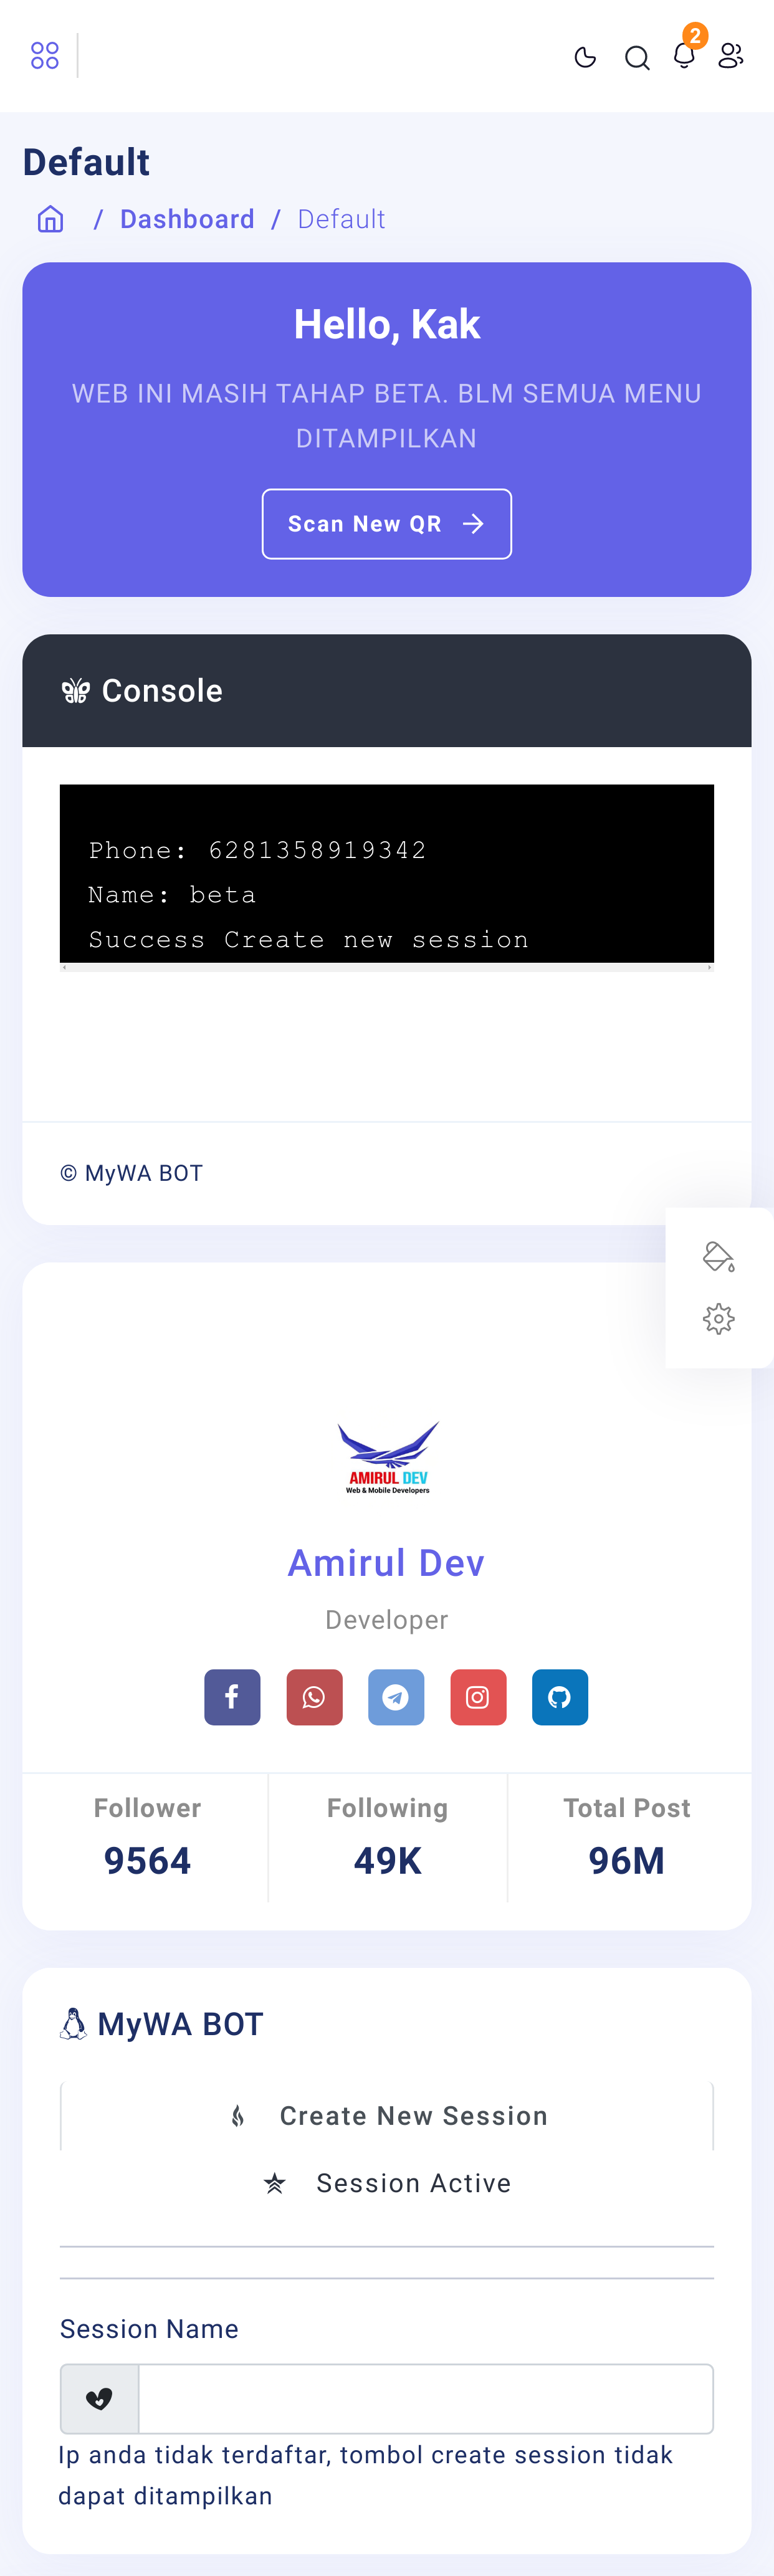 2
Default
/ Dashboard / Default
Hello, Kak
WEB INI MASIH TAHAP BETA. BLM SEMUA MENU
DITAMPILKAN
Scan New QR
Console
Phone: 6281358919342
Name: beta
Success Create new session
© MyWA BOT
AMIRUL DEV
Web & Mobile Developers
Amirul Dev
Developer
Follower
9564
Following
49K
Total Post
96M
MyWA BOT
Create New Session
Session Active
Session Name
Ip anda tidak terdaftar, tombol create session tidak
dapat ditampilkan